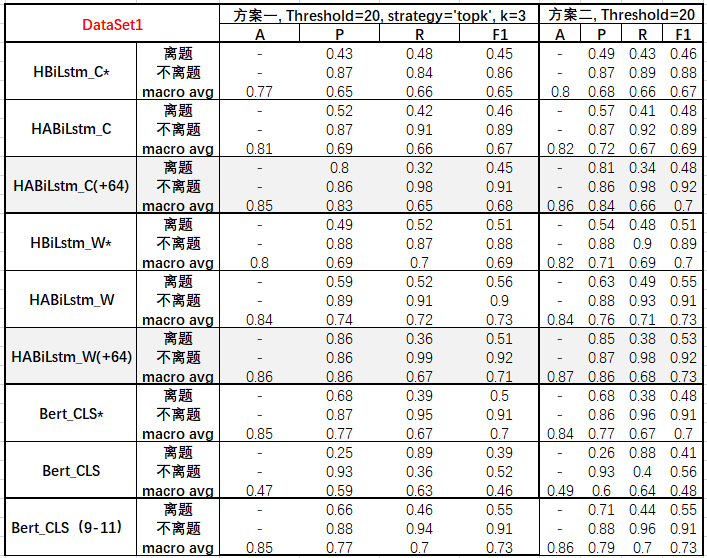 DataSet1 方案一, Threshold=20, strategy='topk', k=3 方案二, Threshold=20
A P R F1 A P R F1
HBiLstm_C* 离题 - 0.43 0.48 0.45 - 0.49 0.43 0.46
不离题 - 0.87 0.84 0.86 - 0.87 0.89 0.88
macro avg 0.77 0.65 0.66 0.65 0.8 0.68 0.66 0.67
HABiLstm_C 离题 - 0.52 0.42 0.46 - 0.57 0.41 0.48
不离题 - 0.87 0.91 0.89 - 0.87 0.92 0.89
macro avg 0.81 0.69 0.66 0.67 0.82 0.72 0.67 0.69
HABiLstm_C(+64) 离题 - 0.8 0.32 0.45 - 0.81 0.34 0.48
不离题 - 0.86 0.98 0.91 - 0.86 0.98 0.92
macro avg 0.85 0.83 0.65 0.68 0.86 0.84 0.66 0.7
HBiLstm_W* 离题 - 0.49 0.52 0.51 - 0.54 0.48 0.51
不离题 - 0.88 0.87 0.88 - 0.88 0.9 0.89
macro avg 0.8 0.69 0.7 0.69 0.82 0.71 0.69 0.7
HABiLstm_W 离题 - 0.59 0.52 0.56 - 0.63 0.49 0.55
不离题 - 0.89 0.91 0.9 - 0.88 0.93 0.91
macro avg 0.84 0.74 0.72 0.73 0.84 0.76 0.71 0.73
HABiLstm_W(+64) 离题 - 0.86 0.36 0.51 - 0.85 0.38 0.53
不离题 - 0.86 0.99 0.92 - 0.87 0.98 0.92
macro avg 0.86 0.86 0.67 0.71 0.87 0.86 0.68 0.73
Bert_CLS* 离题 - 0.68 0.39 0.5 - 0.68 0.38 0.48
不离题 - 0.87 0.95 0.91 - 0.86 0.96 0.91
macro avg 0.85 0.77 0.67 0.7 0.84 0.77 0.67 0.7
Bert_CLS 离题 - 0.25 0.89 0.39 - 0.26 0.88 0.41
不离题 - 0.93 0.36 0.52 - 0.93 0.4 0.56
macro avg 0.47 0.59 0.63 0.46 0.49 0.6 0.64 0.48
Bert_CLS（9-11） 离题 - 0.66 0.46 0.55 - 0.71 0.44 0.55
不离题 - 0.88 0.94 0.91 - 0.88 0.96 0.91
macro avg 0.85 0.77 0.7 0.73 0.86 0.79 0.7 0.73